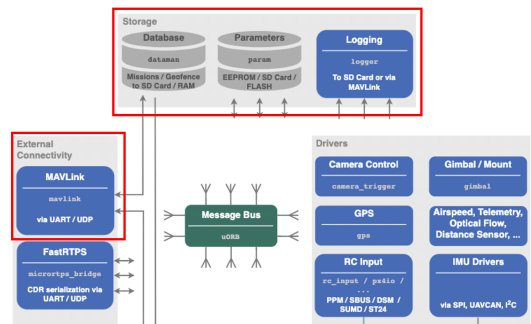 Storage
Database
dataman
Missions / Geofence
to SD Card / RAM
Parameters
param
EEPROM / SD Card /
FLASH
Logging
logger
To SD Card or via
MAVLink
External
Connectivity
MAVLink
mavlink
via UART / UDP
FastRTPS
micrortps_bridge
CDR serialization via
UART / UDP
Message Bus
uORB
Drivers
Camera Control
camera_trigger
Gimbal / Mount
gimbal
GPS
gps
Airspeed, Telemetry,
Optical Flow,
Distance Sensor, ...
RC Input
rc_input / px4io /
...
PPM / SBUS / DSM /
SUMD / ST24
IMU Drivers
via SPI, UAVCAN, I²C